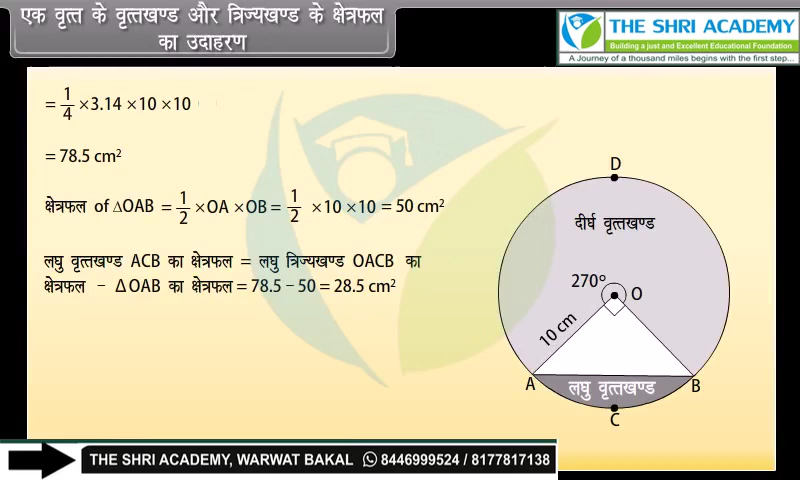 एक वृत्त के वृत्तखण्ड और त्रिज्यखण्ड के क्षेत्रफल
का उदाहरण
THE SHRI ACADEMY
Building a just and Excellent Educational Foundation
A Journey of a thousand miles begins with the first step...
= 1/4 ×3.14 ×10 ×10
= 78.5 cm²
क्षेत्रफल of ∆OAB = 1/2 ×OA ×OB = 1/2 ×10 ×10 = 50 cm²
लघु वृत्तखण्ड ACB का क्षेत्रफल = लघु त्रिज्यखण्ड OACB का
क्षेत्रफल − ∆OAB का क्षेत्रफल = 78.5 − 50 = 28.5 cm²
D
दीर्घ वृत्तखण्ड
270°
O
10 cm
A
लघु वृत्तखण्ड
B
C
THE SHRI ACADEMY, WARWAT BAKAL 8446999524 / 8177817138